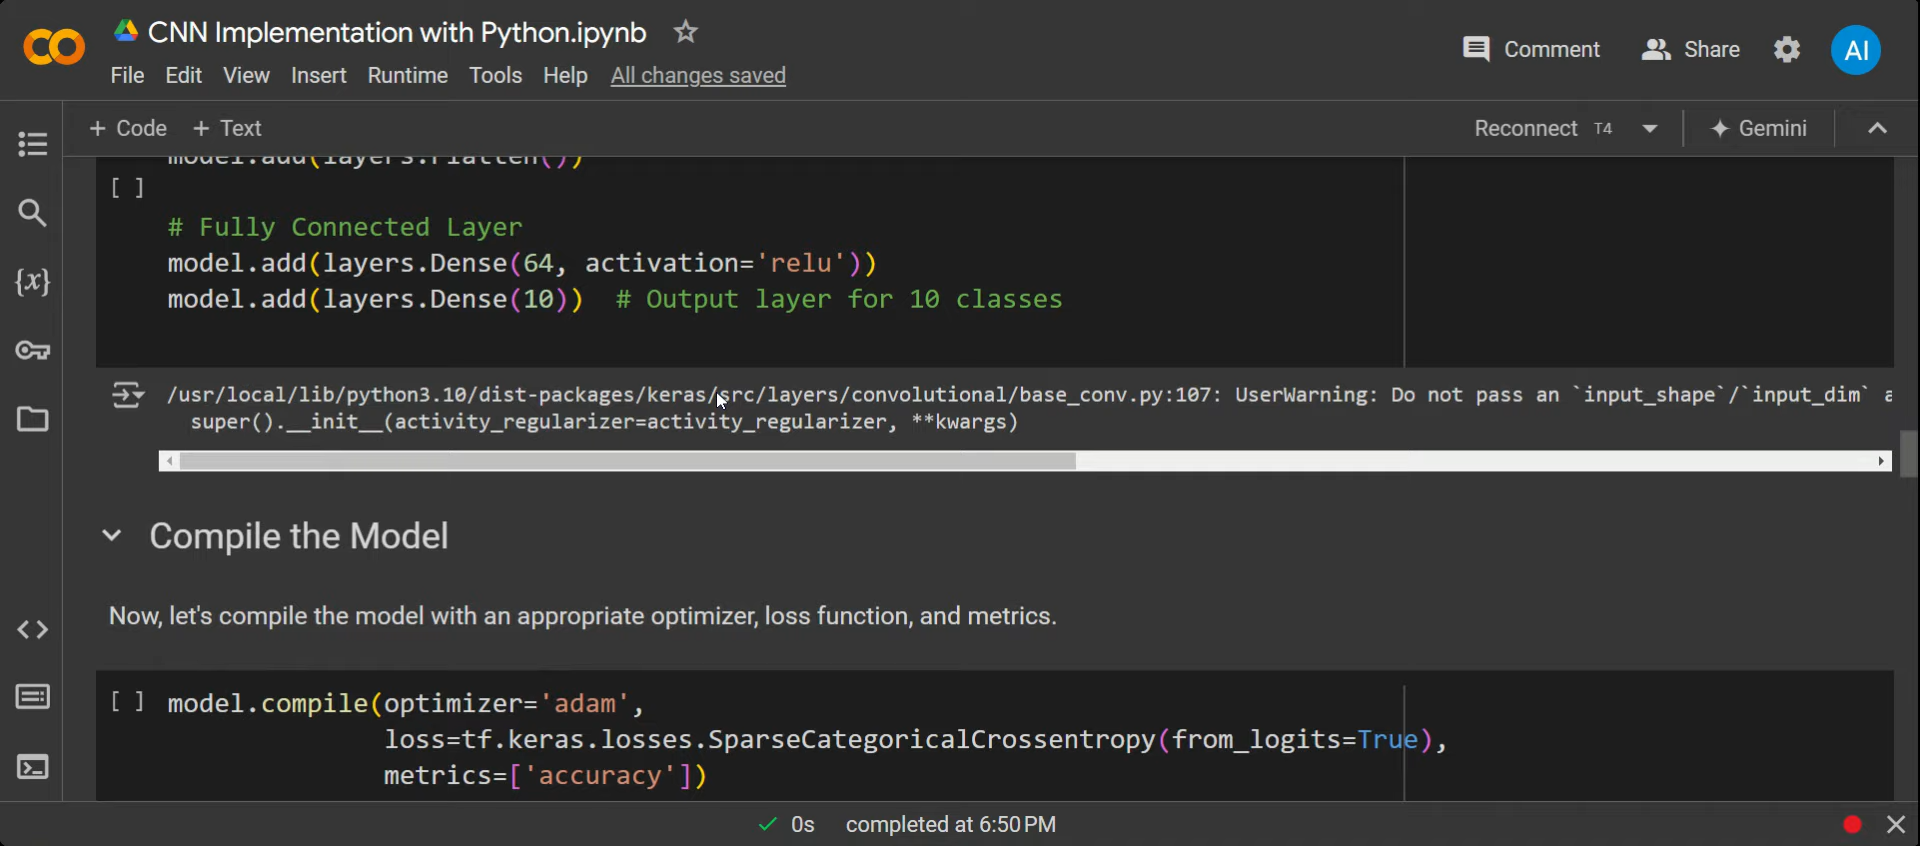 CNN Implementation with Python.ipynb
File Edit View Insert Runtime Tools Help All changes saved
Comment Share AI
+ Code + Text Reconnect T4 Gemini
model.add(layers.Flatten())
[ ]
# Fully Connected Layer
model.add(layers.Dense(64, activation='relu'))
model.add(layers.Dense(10))  # Output layer for 10 classes
/usr/local/lib/python3.10/dist-packages/keras/src/layers/convolutional/base_conv.py:107: UserWarning: Do not pass an `input_shape`/`input_dim` a
super().__init__(activity_regularizer=activity_regularizer, **kwargs)
Compile the Model
Now, let's compile the model with an appropriate optimizer, loss function, and metrics.
[ ] model.compile(optimizer='adam',
loss=tf.keras.losses.SparseCategoricalCrossentropy(from_logits=True),
metrics=['accuracy'])
0s completed at 6:50 PM